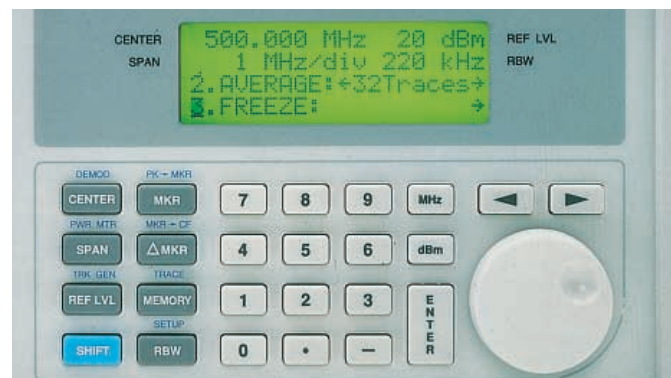 CENTER 500.000 MHz 20 dBm REF LVL
SPAN 1 MHz/div 220 kHz RBW
2.AVERAGE:←32Traces→
3.FREEZE: →
DEMOD PK→MKR
CENTER MKR 7 8 9 MHz ◄ ►
PWR MTR MKR→CF
SPAN △MKR 4 5 6 dBm
TRK GEN TRACE
REF LVL MEMORY 1 2 3 ENTER
SETUP
SHIFT RBW 0 • −